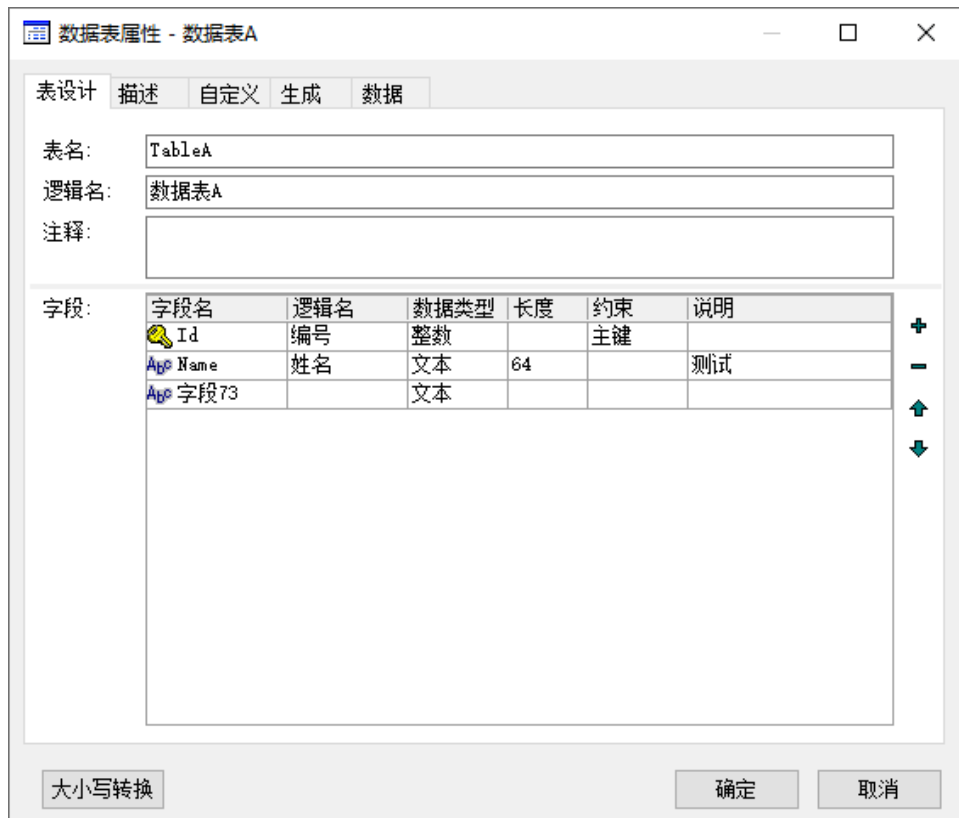 数据表属性 - 数据表A
表设计 描述 自定义 生成 数据
表名: TableA
逻辑名: 数据表A
注释:
字段: 字段名 逻辑名 数据类型 长度 约束 说明
Id 编号 整数 主键
Abc Name 姓名 文本 64 测试
Abc 字段73 文本
大小写转换 确定 取消